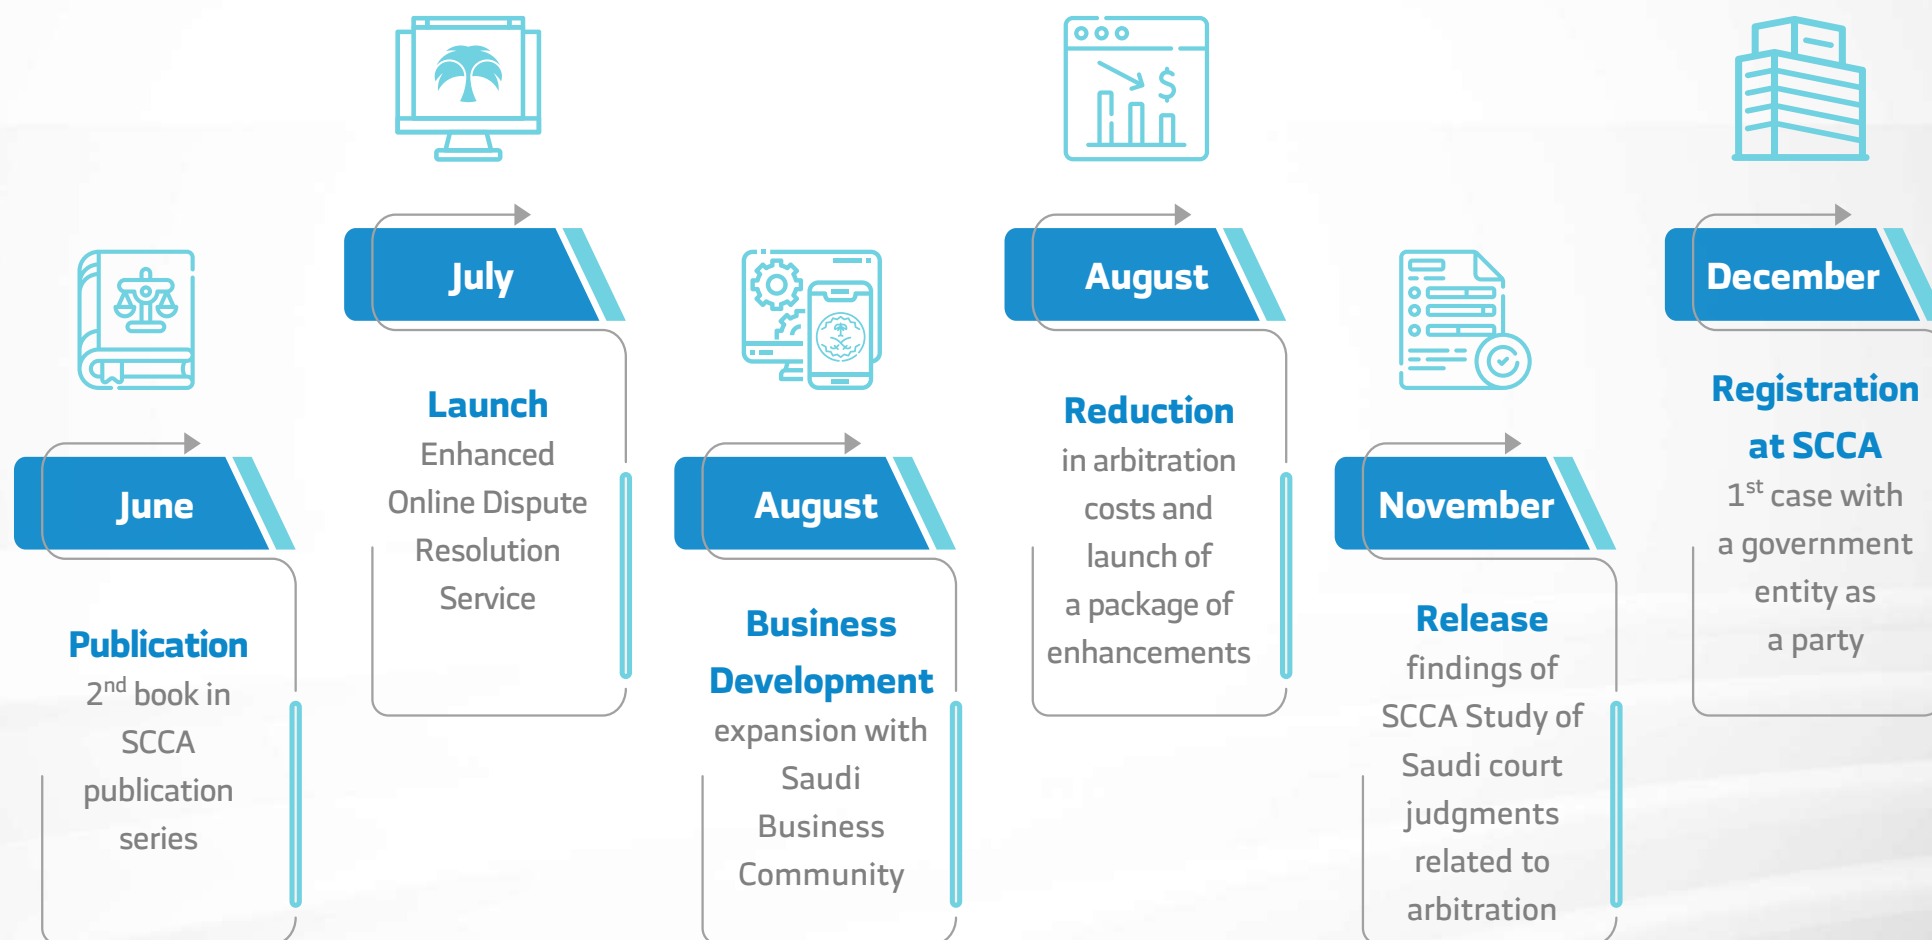 June
Publication
2nd book in
SCCA
publication
series
July
Launch
Enhanced
Online Dispute
Resolution
Service
August
Business
Development
expansion with
Saudi
Business
Community
August
Reduction
in arbitration
costs and
launch of
a package of
enhancements
November
Release
findings of
SCCA Study of
Saudi court
judgments
related to
arbitration
December
Registration
at SCCA
1st case with
a government
entity as
a party